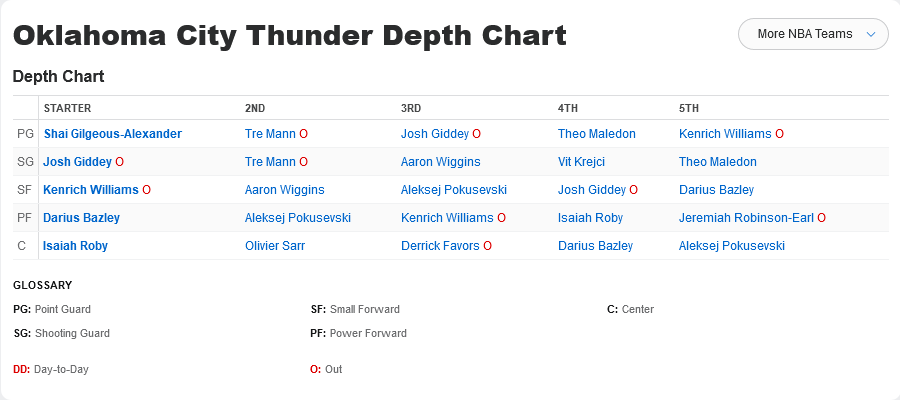 Oklahoma City Thunder Depth Chart
More NBA Teams
Depth Chart
STARTER 2ND 3RD 4TH 5TH
PG Shai Gilgeous-Alexander Tre Mann O Josh Giddey O Theo Maledon Kenrich Williams O
SG Josh Giddey O Tre Mann O Aaron Wiggins Vit Krejci Theo Maledon
SF Kenrich Williams O Aaron Wiggins Aleksej Pokusevski Josh Giddey O Darius Bazley
PF Darius Bazley Aleksej Pokusevski Kenrich Williams O Isaiah Roby Jeremiah Robinson-Earl O
C Isaiah Roby Olivier Sarr Derrick Favors O Darius Bazley Aleksej Pokusevski
GLOSSARY
PG: Point Guard SF: Small Forward C: Center
SG: Shooting Guard PF: Power Forward
DD: Day-to-Day O: Out